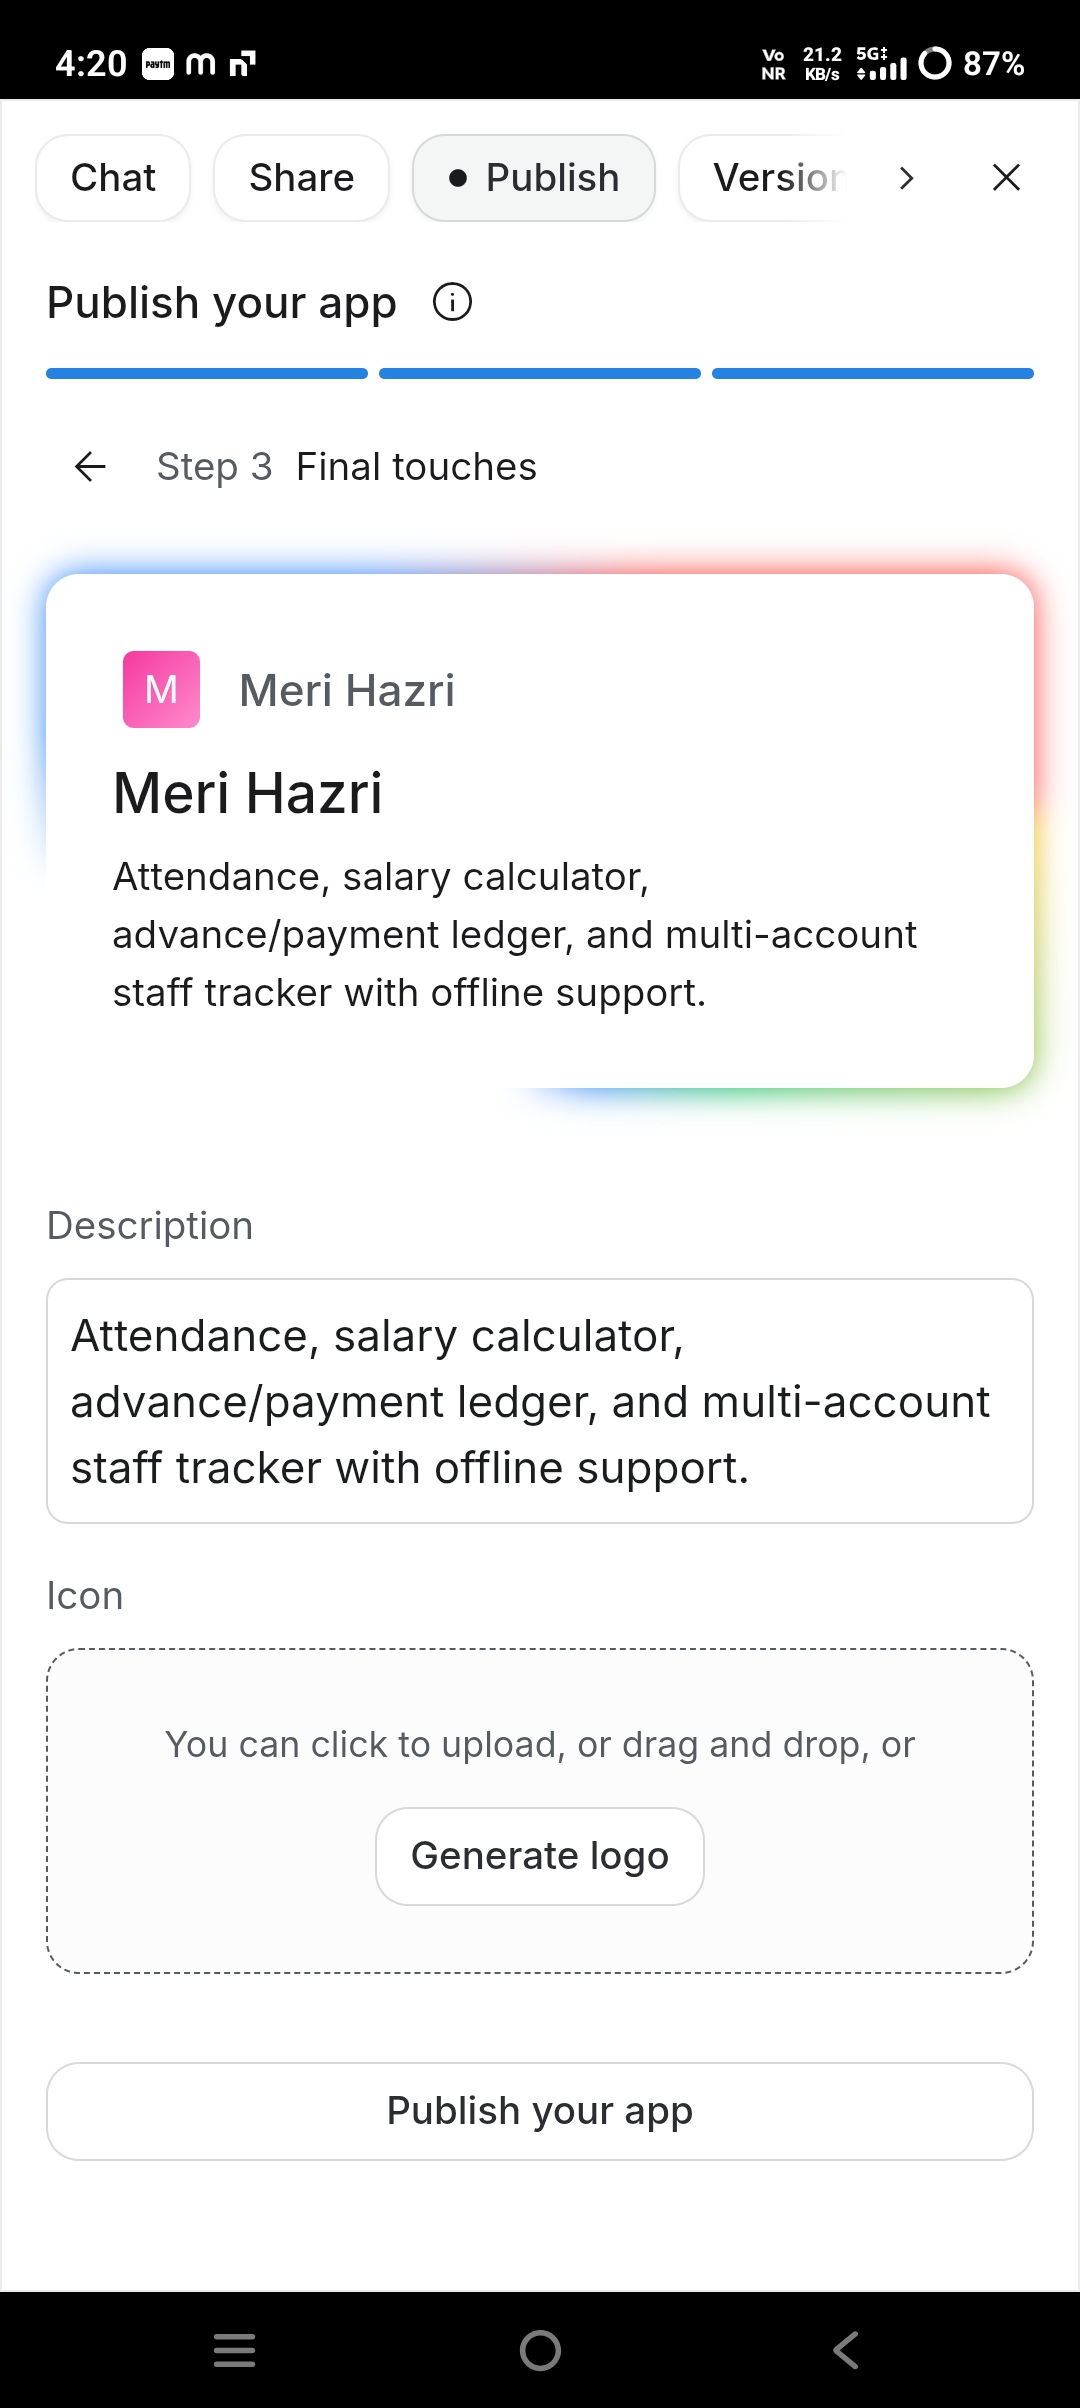 4:20 paytm m n Vo NR 21.2 KB/s 5G 87%
Chat Share Publish Version
Publish your app
Step 3 Final touches
M Meri Hazri
Meri Hazri
Attendance, salary calculator,
advance/payment ledger, and multi-account
staff tracker with offline support.
Description
Attendance, salary calculator,
advance/payment ledger, and multi-account
staff tracker with offline support.
Icon
You can click to upload, or drag and drop, or
Generate logo
Publish your app